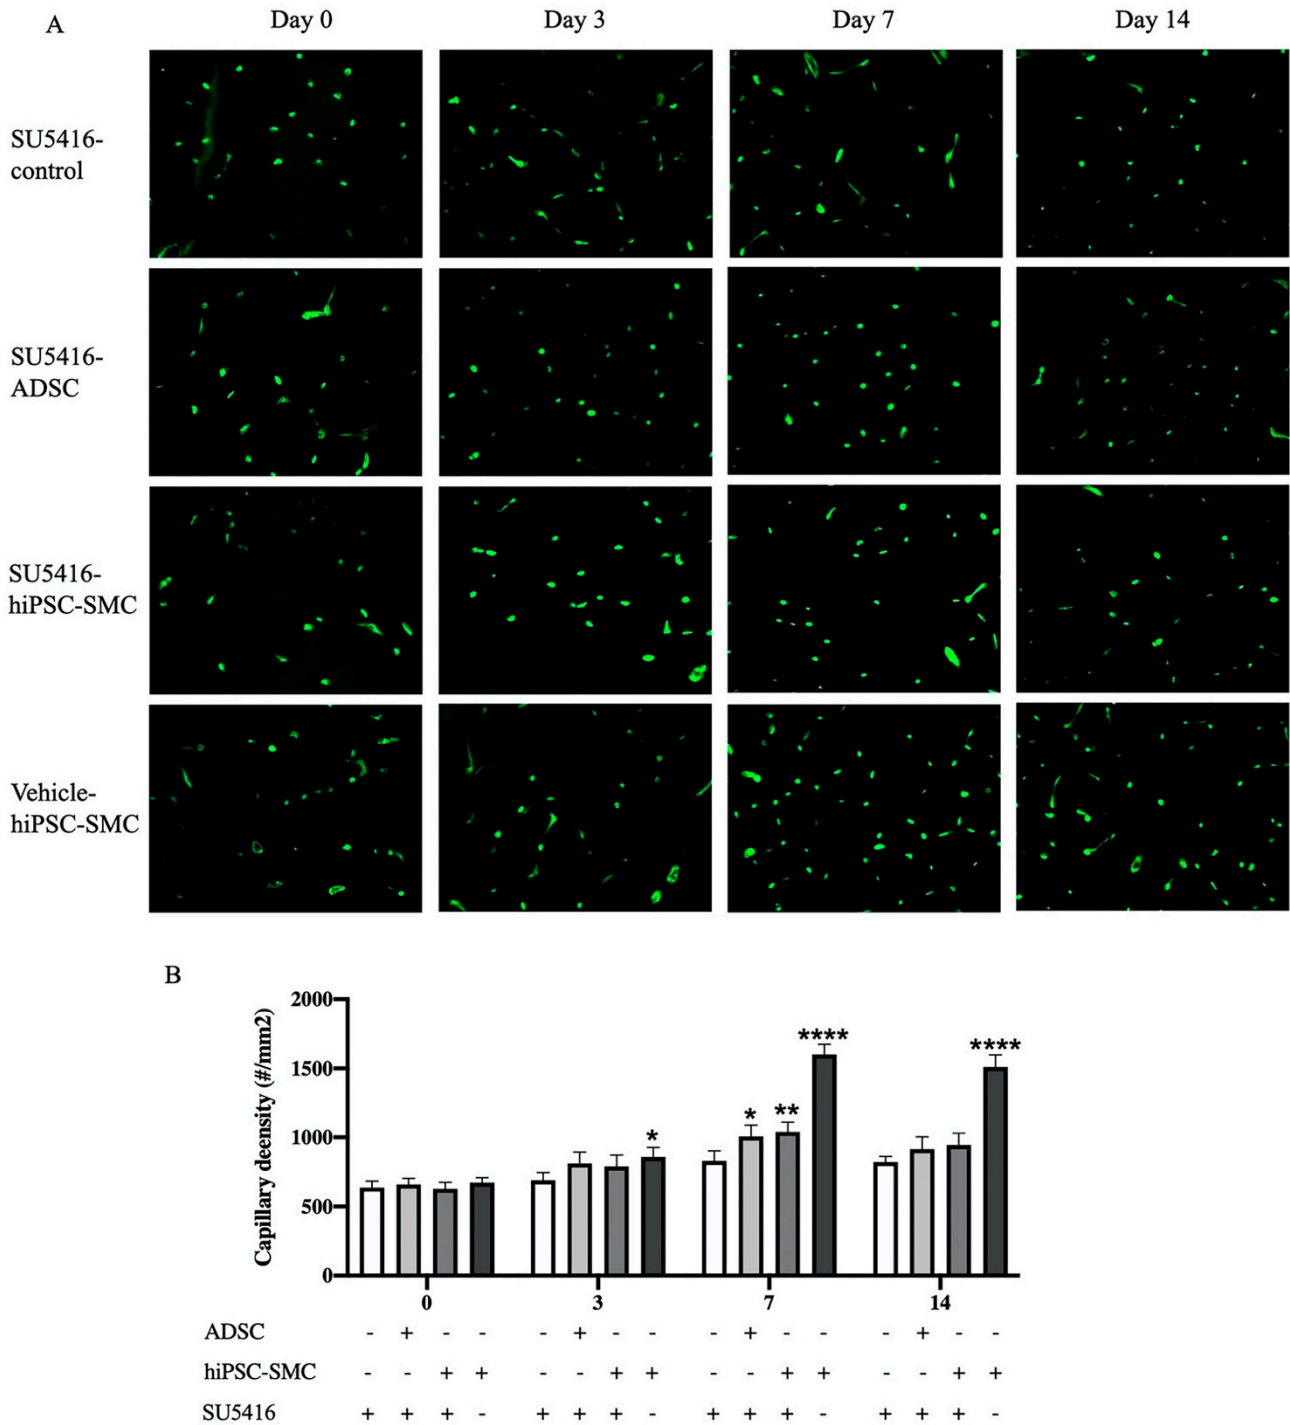 A
Day 0 Day 3 Day 7 Day 14
SU5416-
control
SU5416-
ADSC
SU5416-
hiPSC-SMC
Vehicle-
hiPSC-SMC
B
Capillary deensity (#/mm2)
2000
1500
1000
500
0
* * ** **** ****
0 3 7 14
ADSC - + - - - + - - - + - - - + - -
hiPSC-SMC - - + + - - + + - - + + - - + +
SU5416 + + + - + + + - + + + - + + + -